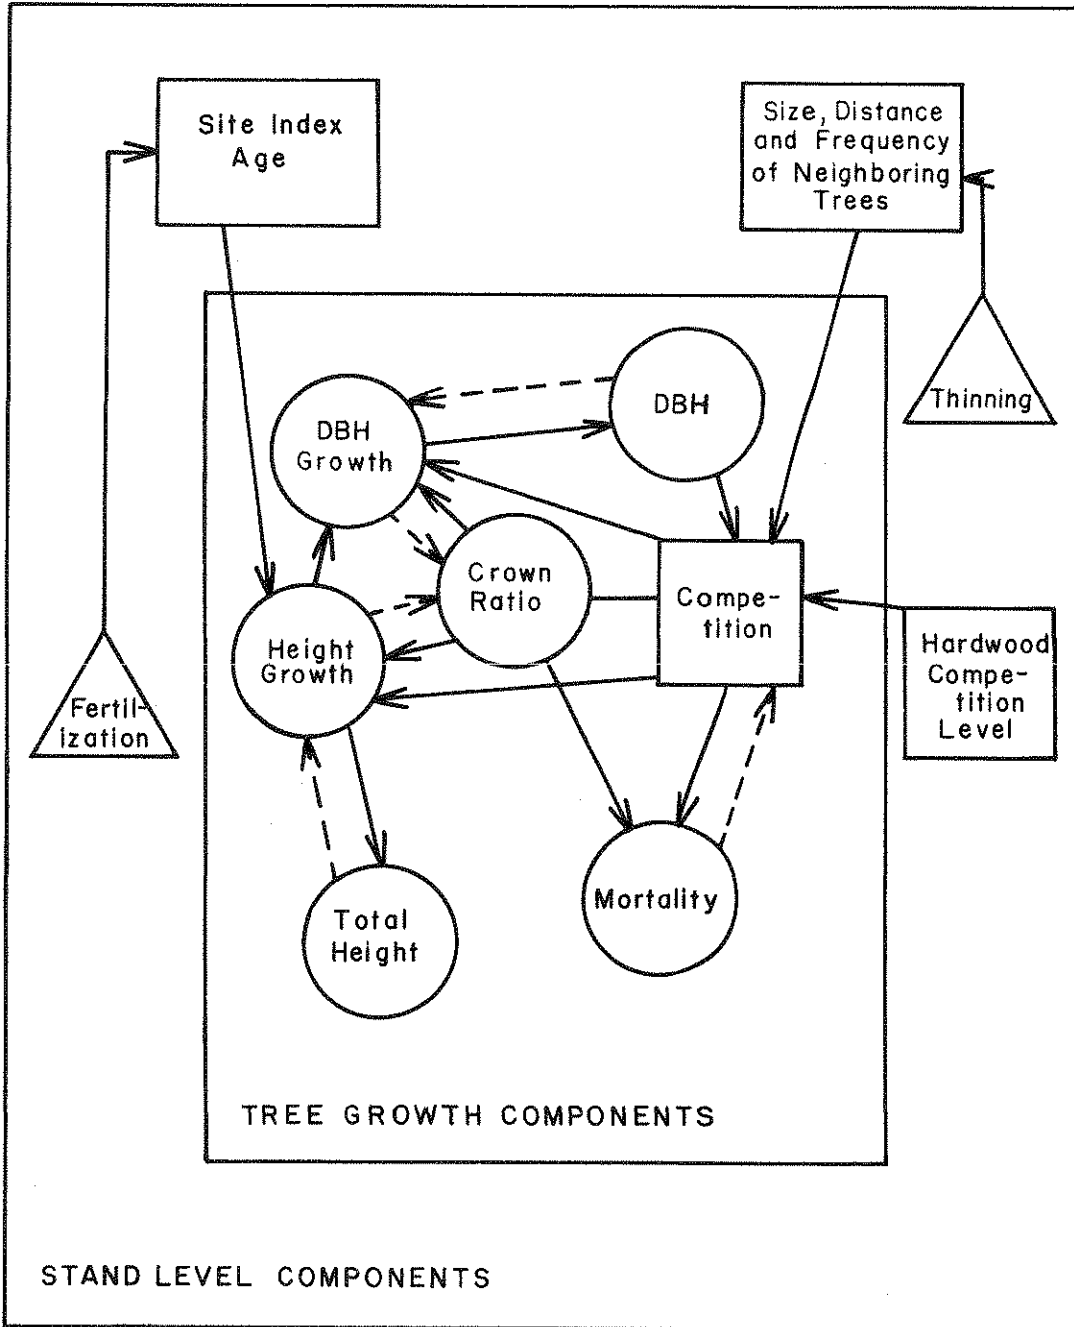 Site Index
Age
Size, Distance
and Frequency
of Neighboring
Trees
Thinning
DBH
DBH
Growth
Crown
Ratio
Compe-
tition
Height
Growth
Hardwood
Compe-
tition
Level
Fertil-
ization
Total
Height
Mortality
TREE GROWTH COMPONENTS
STAND LEVEL COMPONENTS